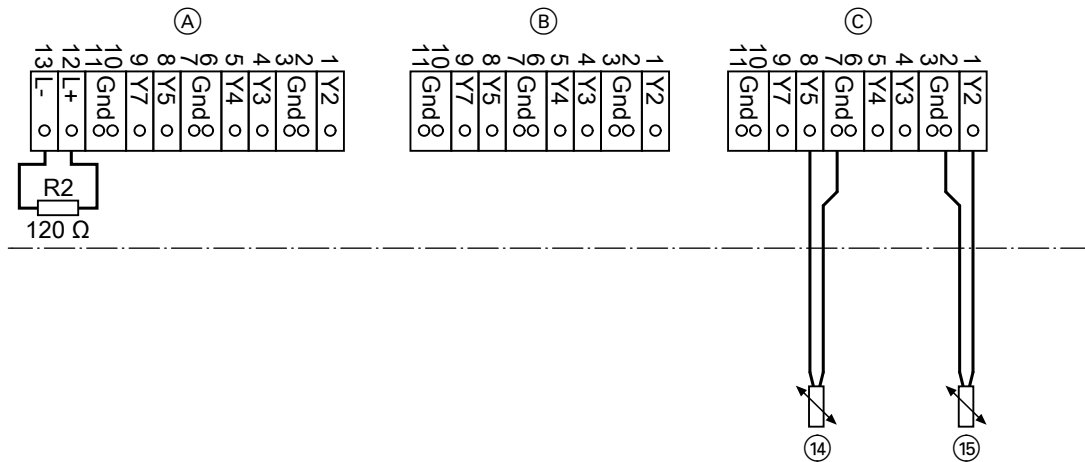 Ⓐ Ⓑ Ⓒ
13 12 11 10 9 8 7 6 5 4 3 2 1
L- L+ Gnd Y7 Y5 Gnd Y4 Y3 Gnd Y2
11 10 9 8 7 6 5 4 3 2 1
Gnd Y7 Y5 Gnd Y4 Y3 Gnd Y2
11 10 9 8 7 6 5 4 3 2 1
Gnd Y7 Y5 Gnd Y4 Y3 Gnd Y2
R2
120 Ω
⑭ ⑮